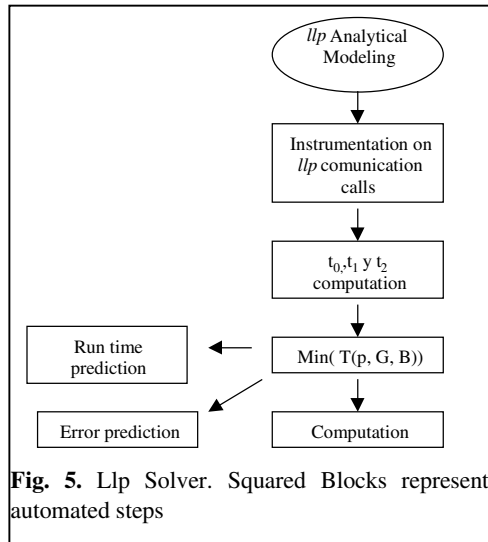 llp Analytical
Modeling
Instrumentation on
llp comunication
calls
t0,t1 y t2
computation
Run time
prediction
Min( T(p, G, B))
Error prediction
Computation
Fig. 5. Llp Solver. Squared Blocks represent
automated steps